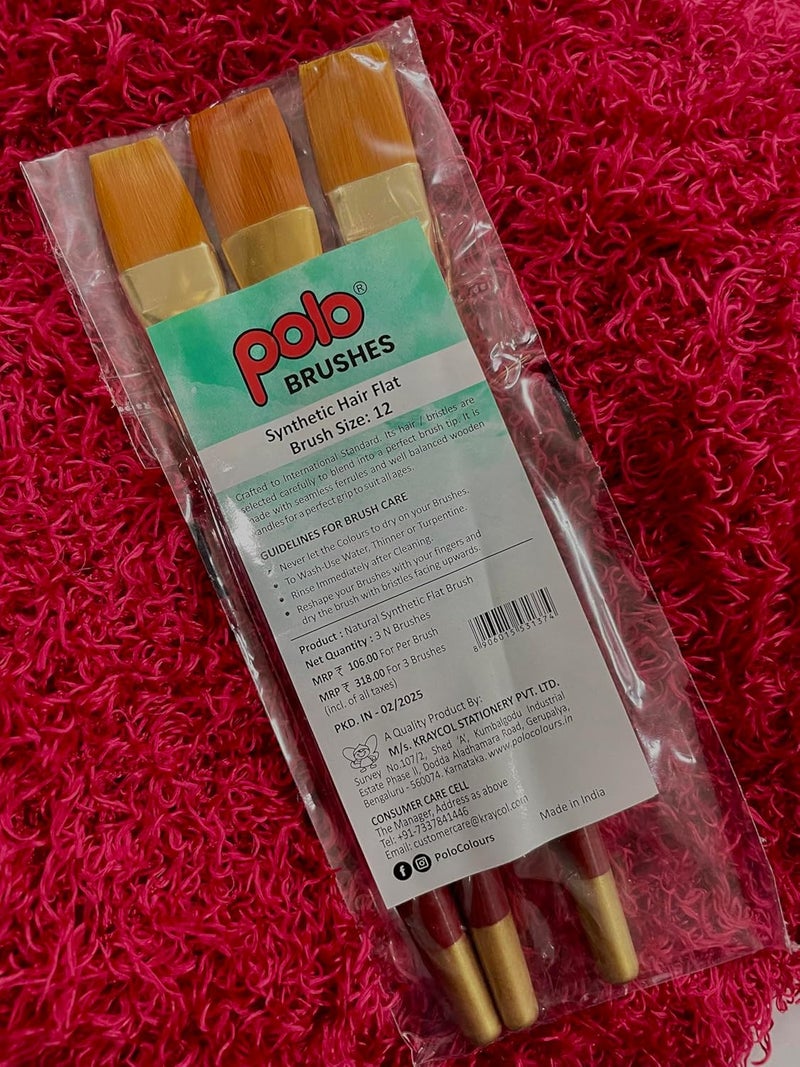 polo®
BRUSHES
Synthetic Hair Flat
Brush Size: 12
Crafted to International Standard. Its hair / bristles are
selected carefully to blend into a perfect brush tip. It is
made with seamless ferrules and well balanced wooden
handles for a perfect grip to suit all ages.
GUIDELINES FOR BRUSH CARE
• Never let the Colours to dry on your Brushes.
• To Wash-Use Water, Thinner or Turpentine.
• Rinse Immediately after Cleaning.
• Reshape your Brushes with your fingers and
dry the brush with bristles facing upwards.
Product : Natural Synthetic Flat Brush
Net Quantity : 3 N Brushes
MRP ₹ 106.00 For Per Brush
MRP ₹ 318.00 For 3 Brushes
(Incl. of all taxes)
PKD. IN - 02/2025
8 906015 531374
A Quality Product By:
M/s. KRAYCOL STATIONERY PVT. LTD.
Survey No.107/2, Shed 'A', Kumbalgodu Industrial
Estate Phase II, Dodda Aladhamara Road, Gerupalya,
Bengaluru - 560074. Karnataka. www.polocolours.in
CONSUMER CARE CELL
The Manager, Address as above
Tel: +91-7337841446
Email: customercare@kraycol.com
PoloColours
Made in India